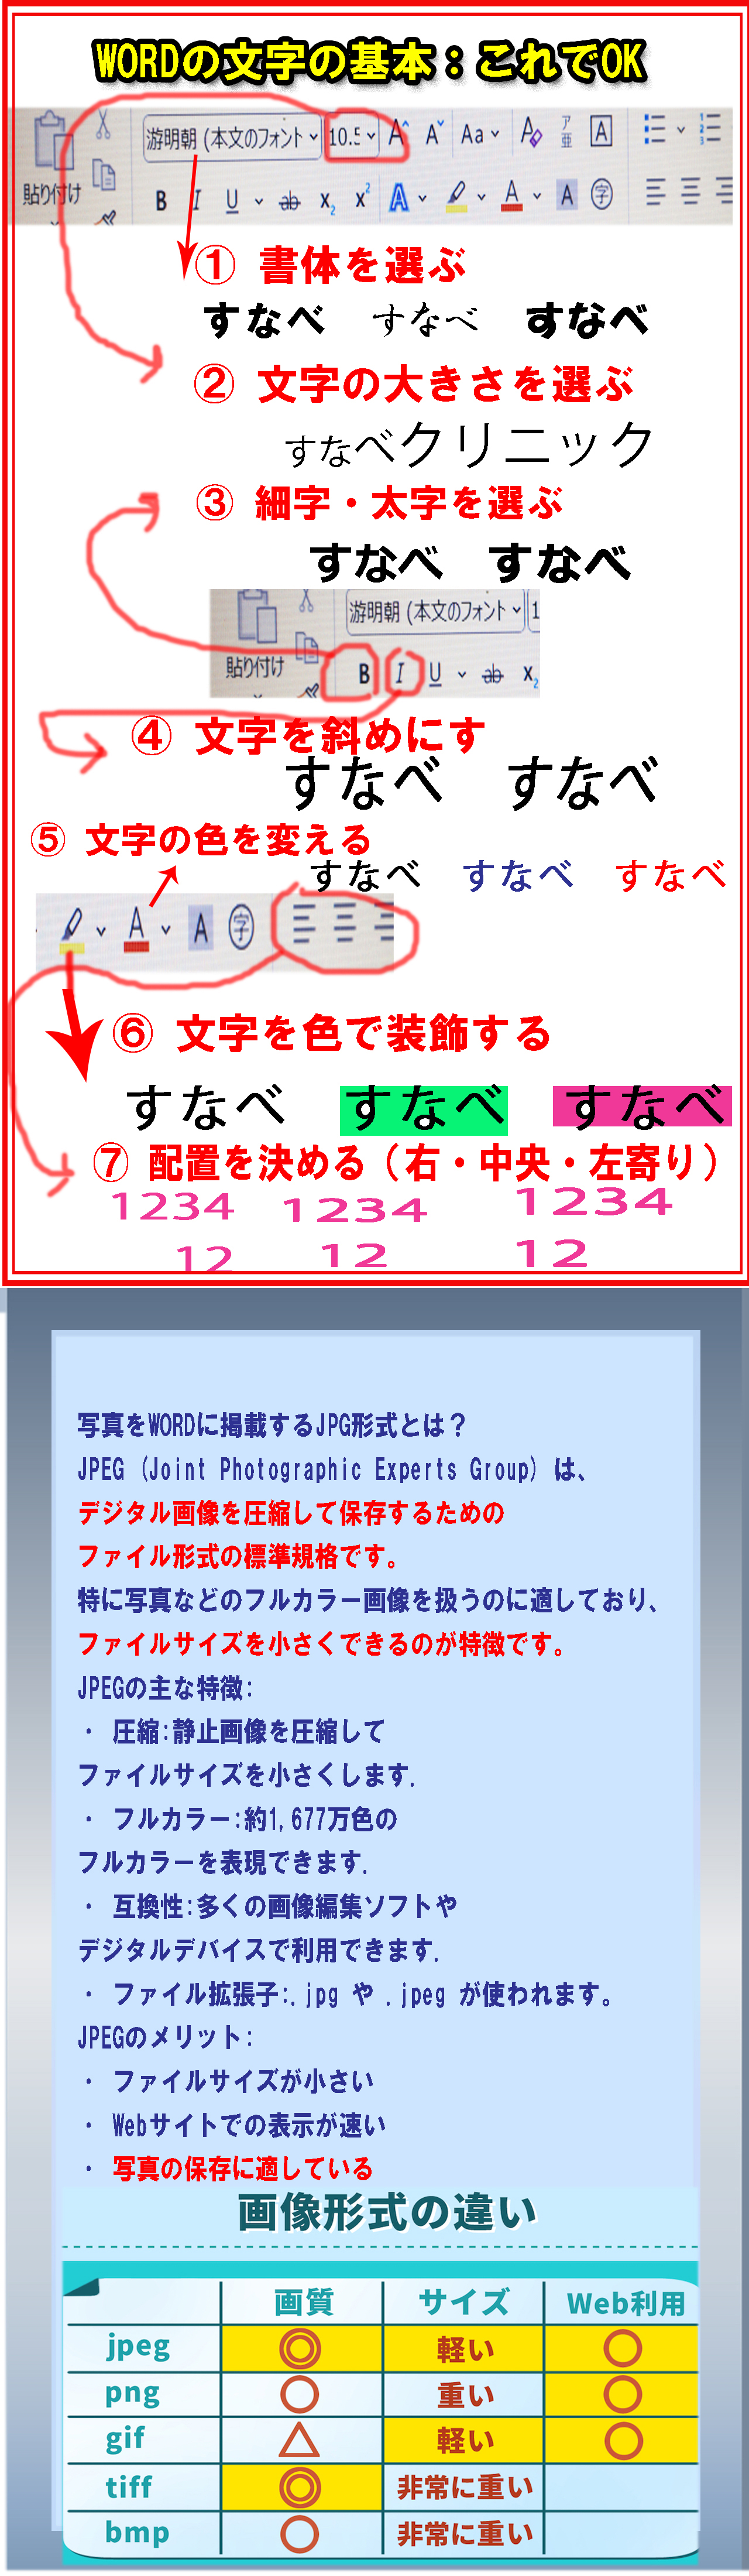 WORDの文字の基本：これでOK
游明朝 (本文のフォント 10.5 A A Aa A ア亜 A
貼り付け B I U ab x2 x2 A A A 字
① 書体を選ぶ
すなべ すなべ すなべ
② 文字の大きさを選ぶ
すなべクリニック
③ 細字・太字を選ぶ
すなべ すなべ
游明朝 (本文のフォント 1
貼り付け B I U ab x2
④ 文字を斜めにす
すなべ すなべ
⑤ 文字の色を変える
すなべ すなべ すなべ
A A 字
⑥ 文字を色で装飾する
すなべ すなべ すなべ
⑦ 配置を決める（右・中央・左寄り）
1234 1234 1234
12 12 12
写真をWORDに掲載するJPG形式とは？
JPEG (Joint Photographic Experts Group) は、
デジタル画像を圧縮して保存するための
ファイル形式の標準規格です。
特に写真などのフルカラー画像を扱うのに適しており、
ファイルサイズを小さくできるのが特徴です。
JPEGの主な特徴:
・ 圧縮:静止画像を圧縮して
ファイルサイズを小さくします.
・ フルカラー:約1,677万色の
フルカラーを表現できます.
・ 互換性:多くの画像編集ソフトや
デジタルデバイスで利用できます.
・ ファイル拡張子:.jpg や .jpeg が使われます。
JPEGのメリット:
・ ファイルサイズが小さい
・ Webサイトでの表示が速い
・ 写真の保存に適している
画像形式の違い
画質 サイズ Web利用
jpeg ◎ 軽い ○
png ○ 重い ○
gif △ 軽い ○
tiff ◎ 非常に重い
bmp ○ 非常に重い